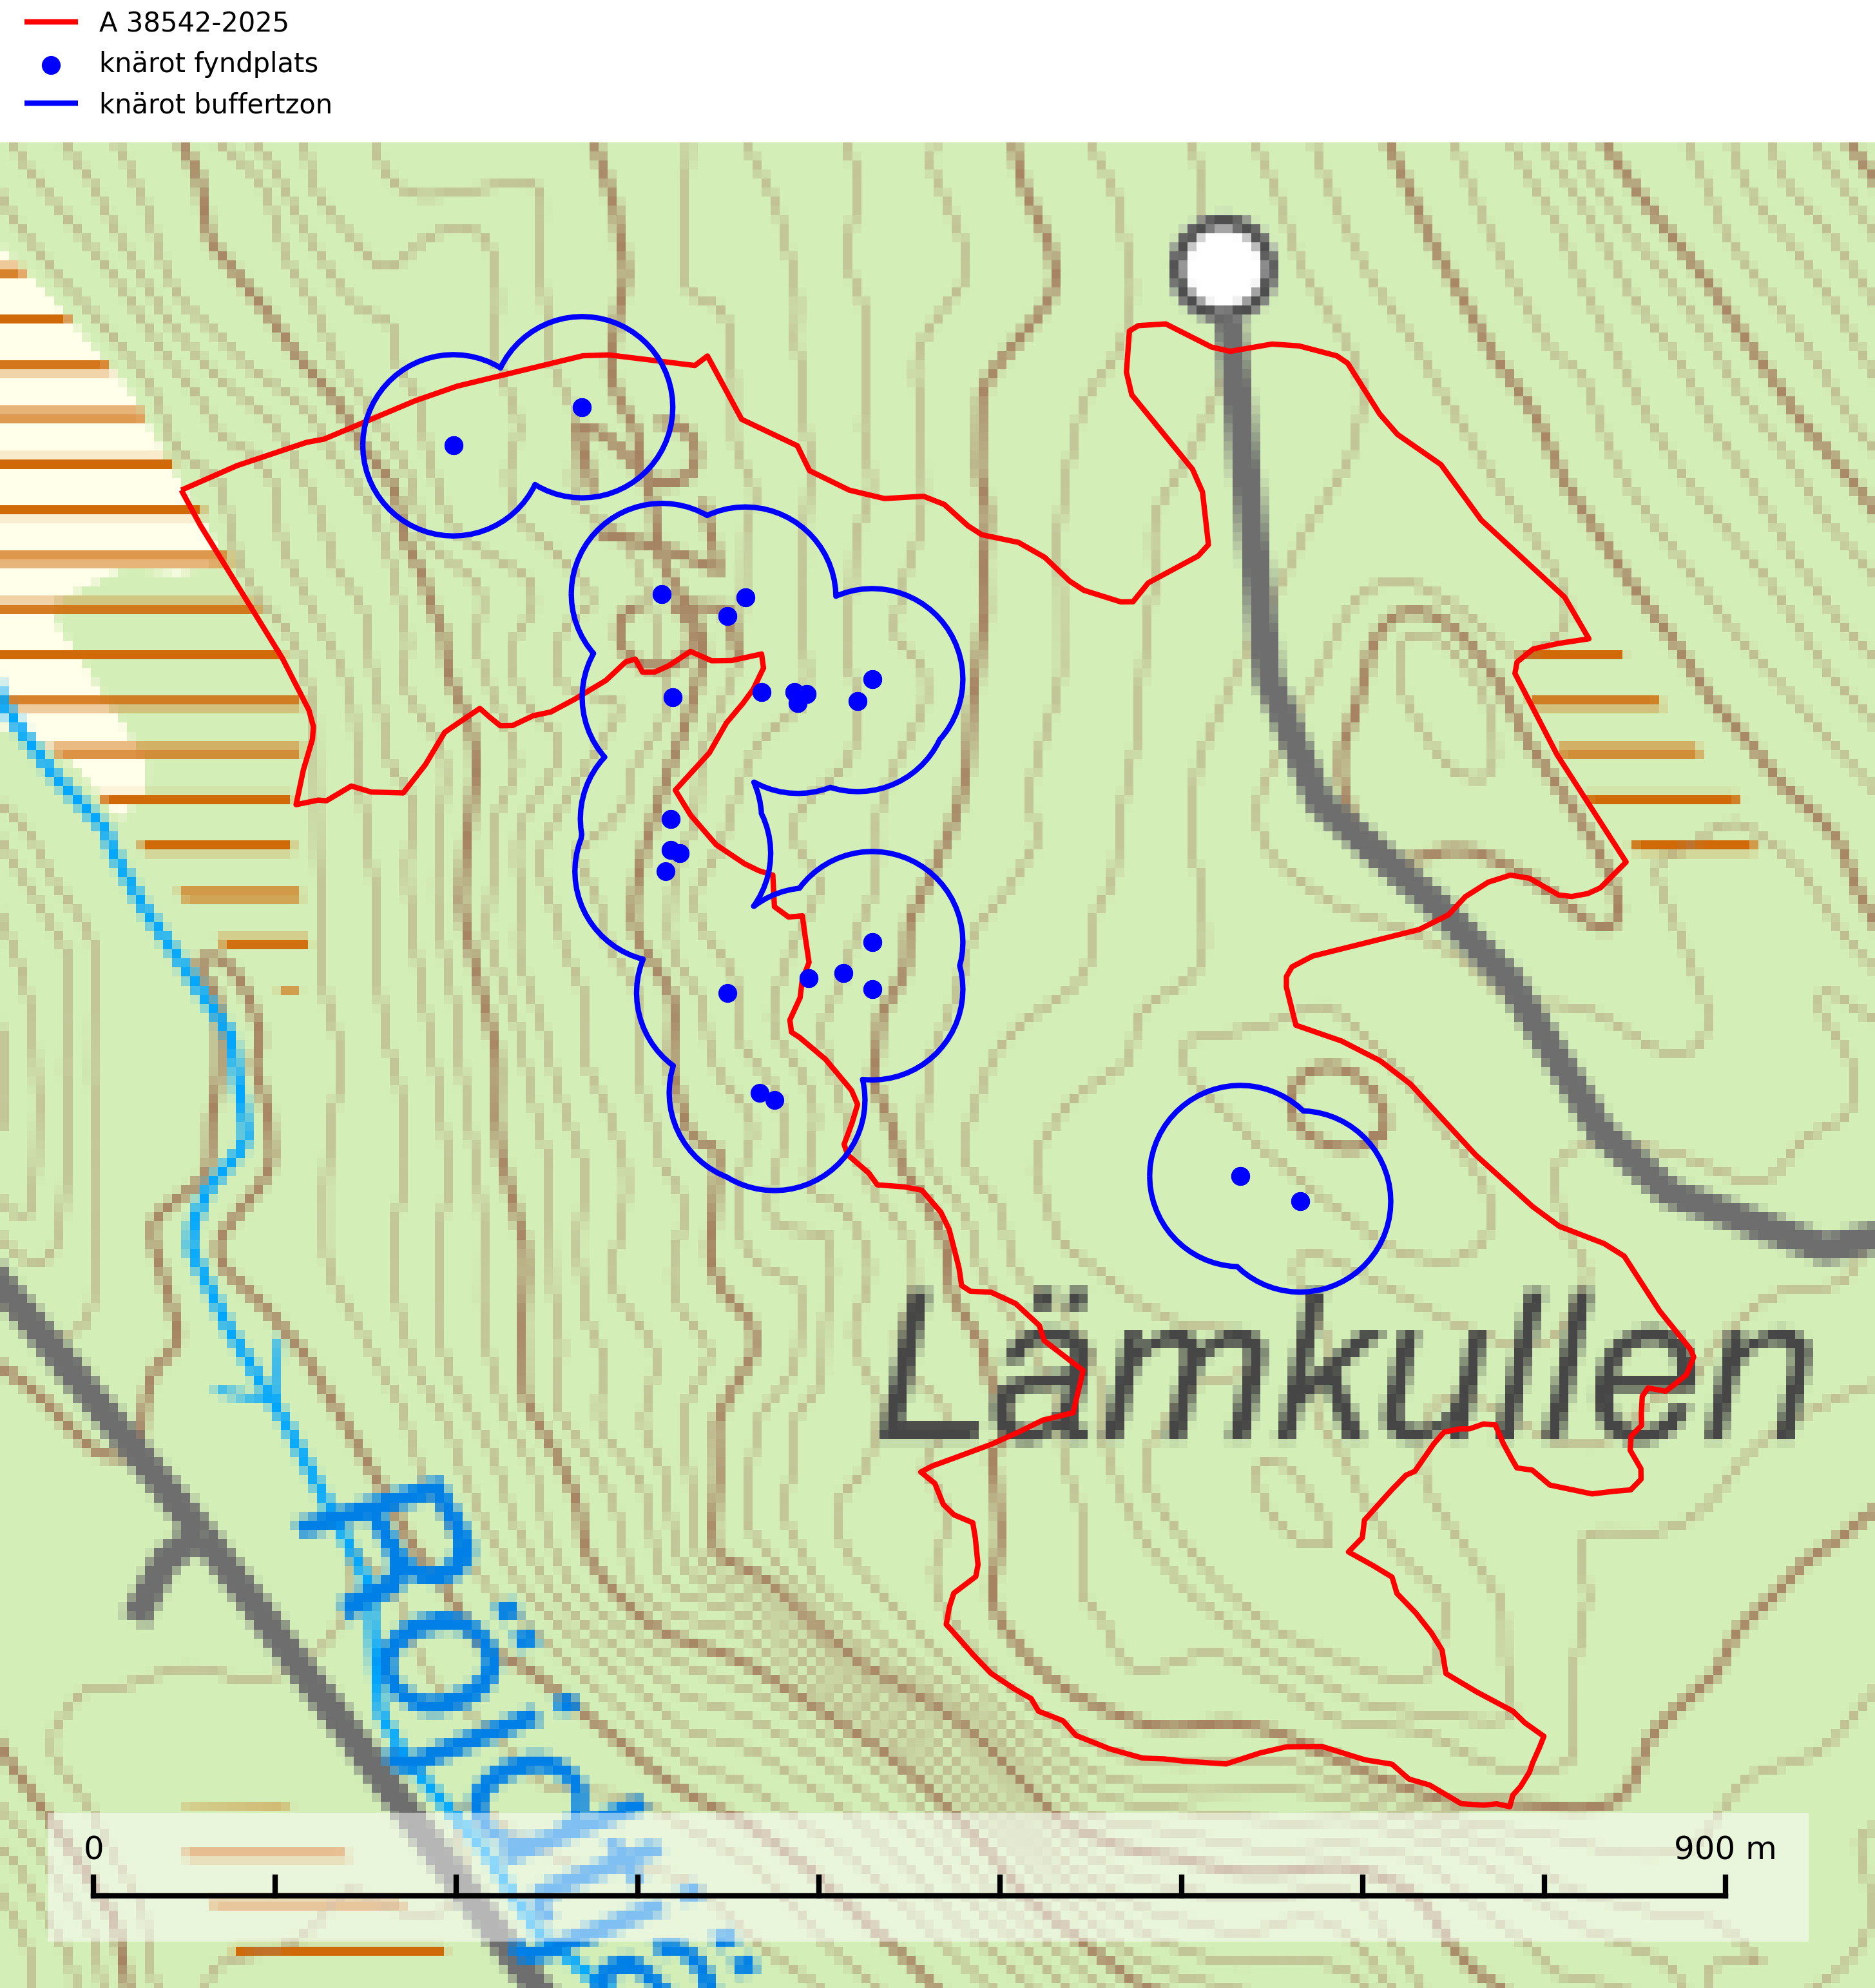 A 38542-2025
knärot fyndplats
knärot buffertzon
Lämkullen
0
900 m